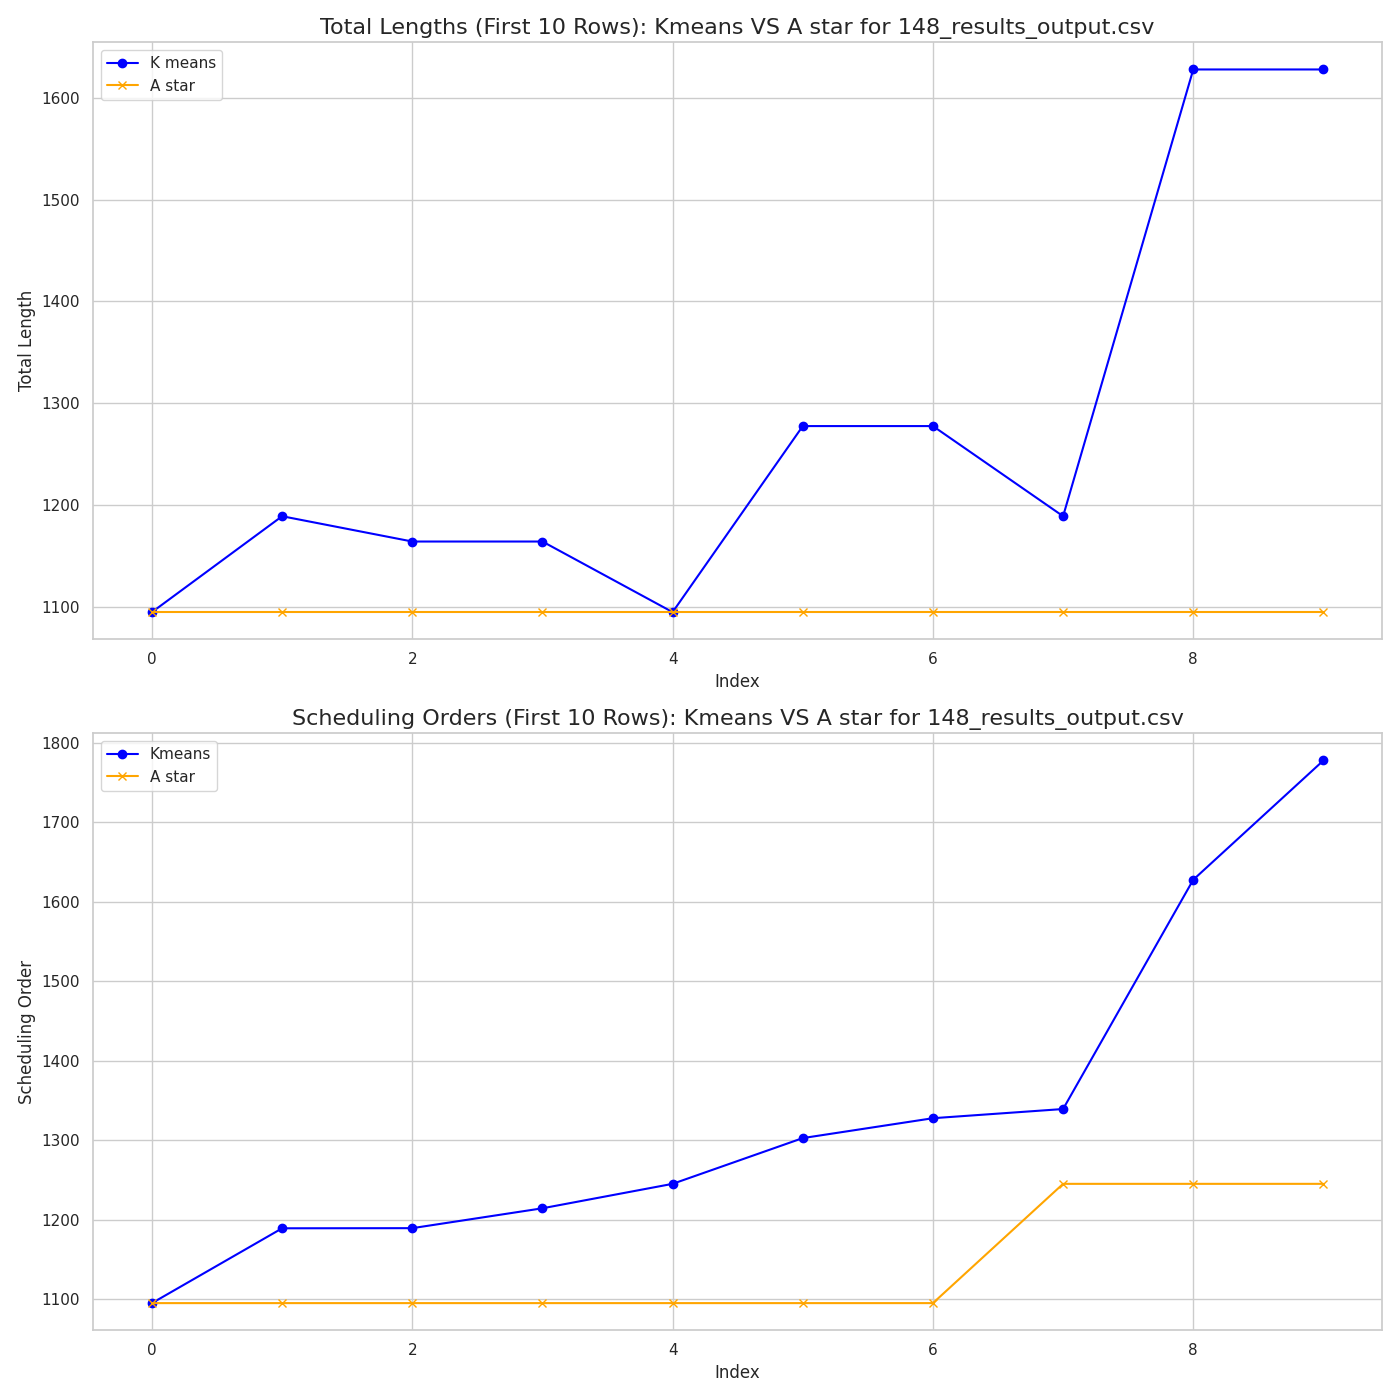 Total Lengths (First 10 Rows): Kmeans VS A star for 148_results_output.csv
K means
A star
1600
1500
1400
1300
1200
1100
Total Length
0 2 4 6 8
Index
Scheduling Orders (First 10 Rows): Kmeans VS A star for 148_results_output.csv
Kmeans
A star
1800
1700
1600
1500
1400
1300
1200
1100
Scheduling Order
0 2 4 6 8
Index